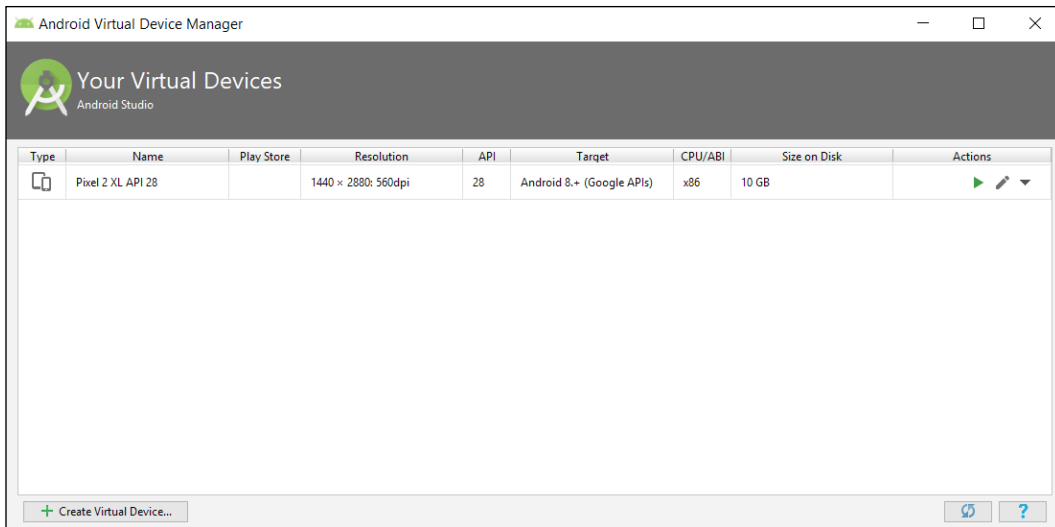 Android Virtual Device Manager
Your Virtual Devices
Android Studio
Type Name Play Store Resolution API Target CPU/ABI Size on Disk Actions
Pixel 2 XL API 28 1440 × 2880: 560dpi 28 Android 8.+ (Google APIs) x86 10 GB
+ Create Virtual Device... ?